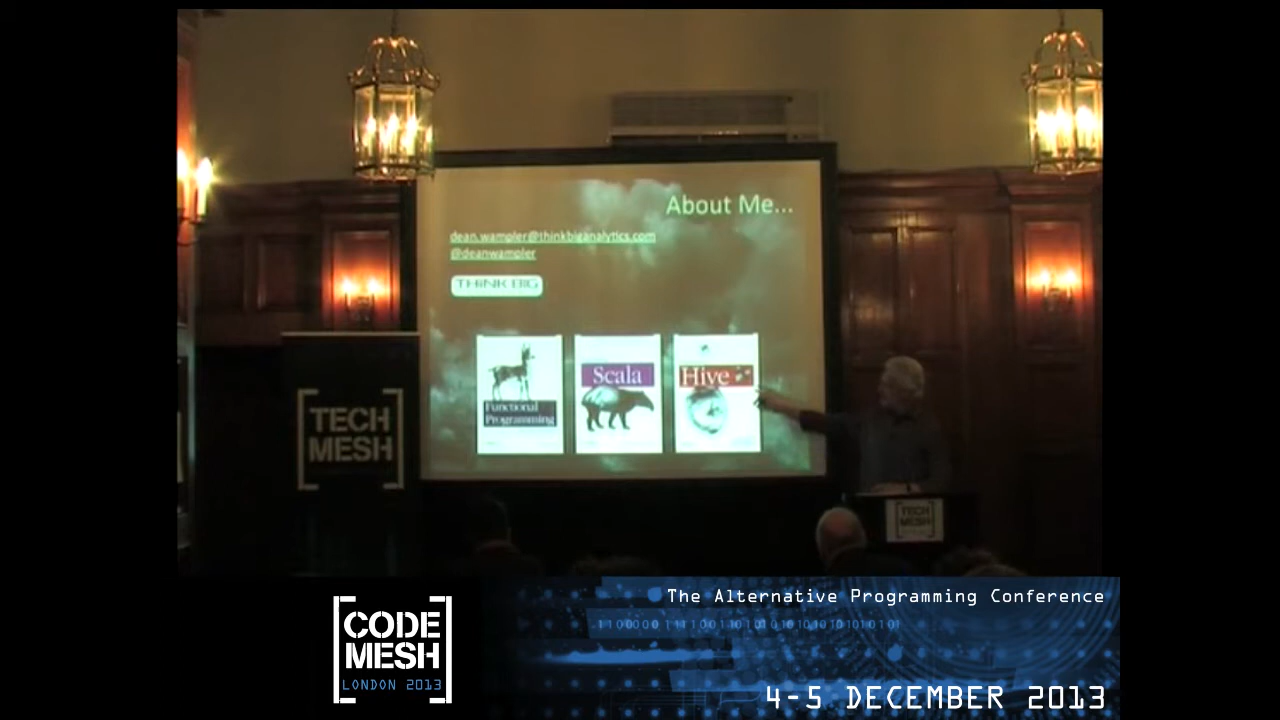 About Me...
dean.wampler@thinkbiganalytics.com
@deanwampler
THINK BIG
Functional
Programming
Scala
Hive
TECH
MESH
TECH
MESH
CODE
MESH
LONDON 2013
The Alternative Programming Conference
4-5 DECEMBER 2013